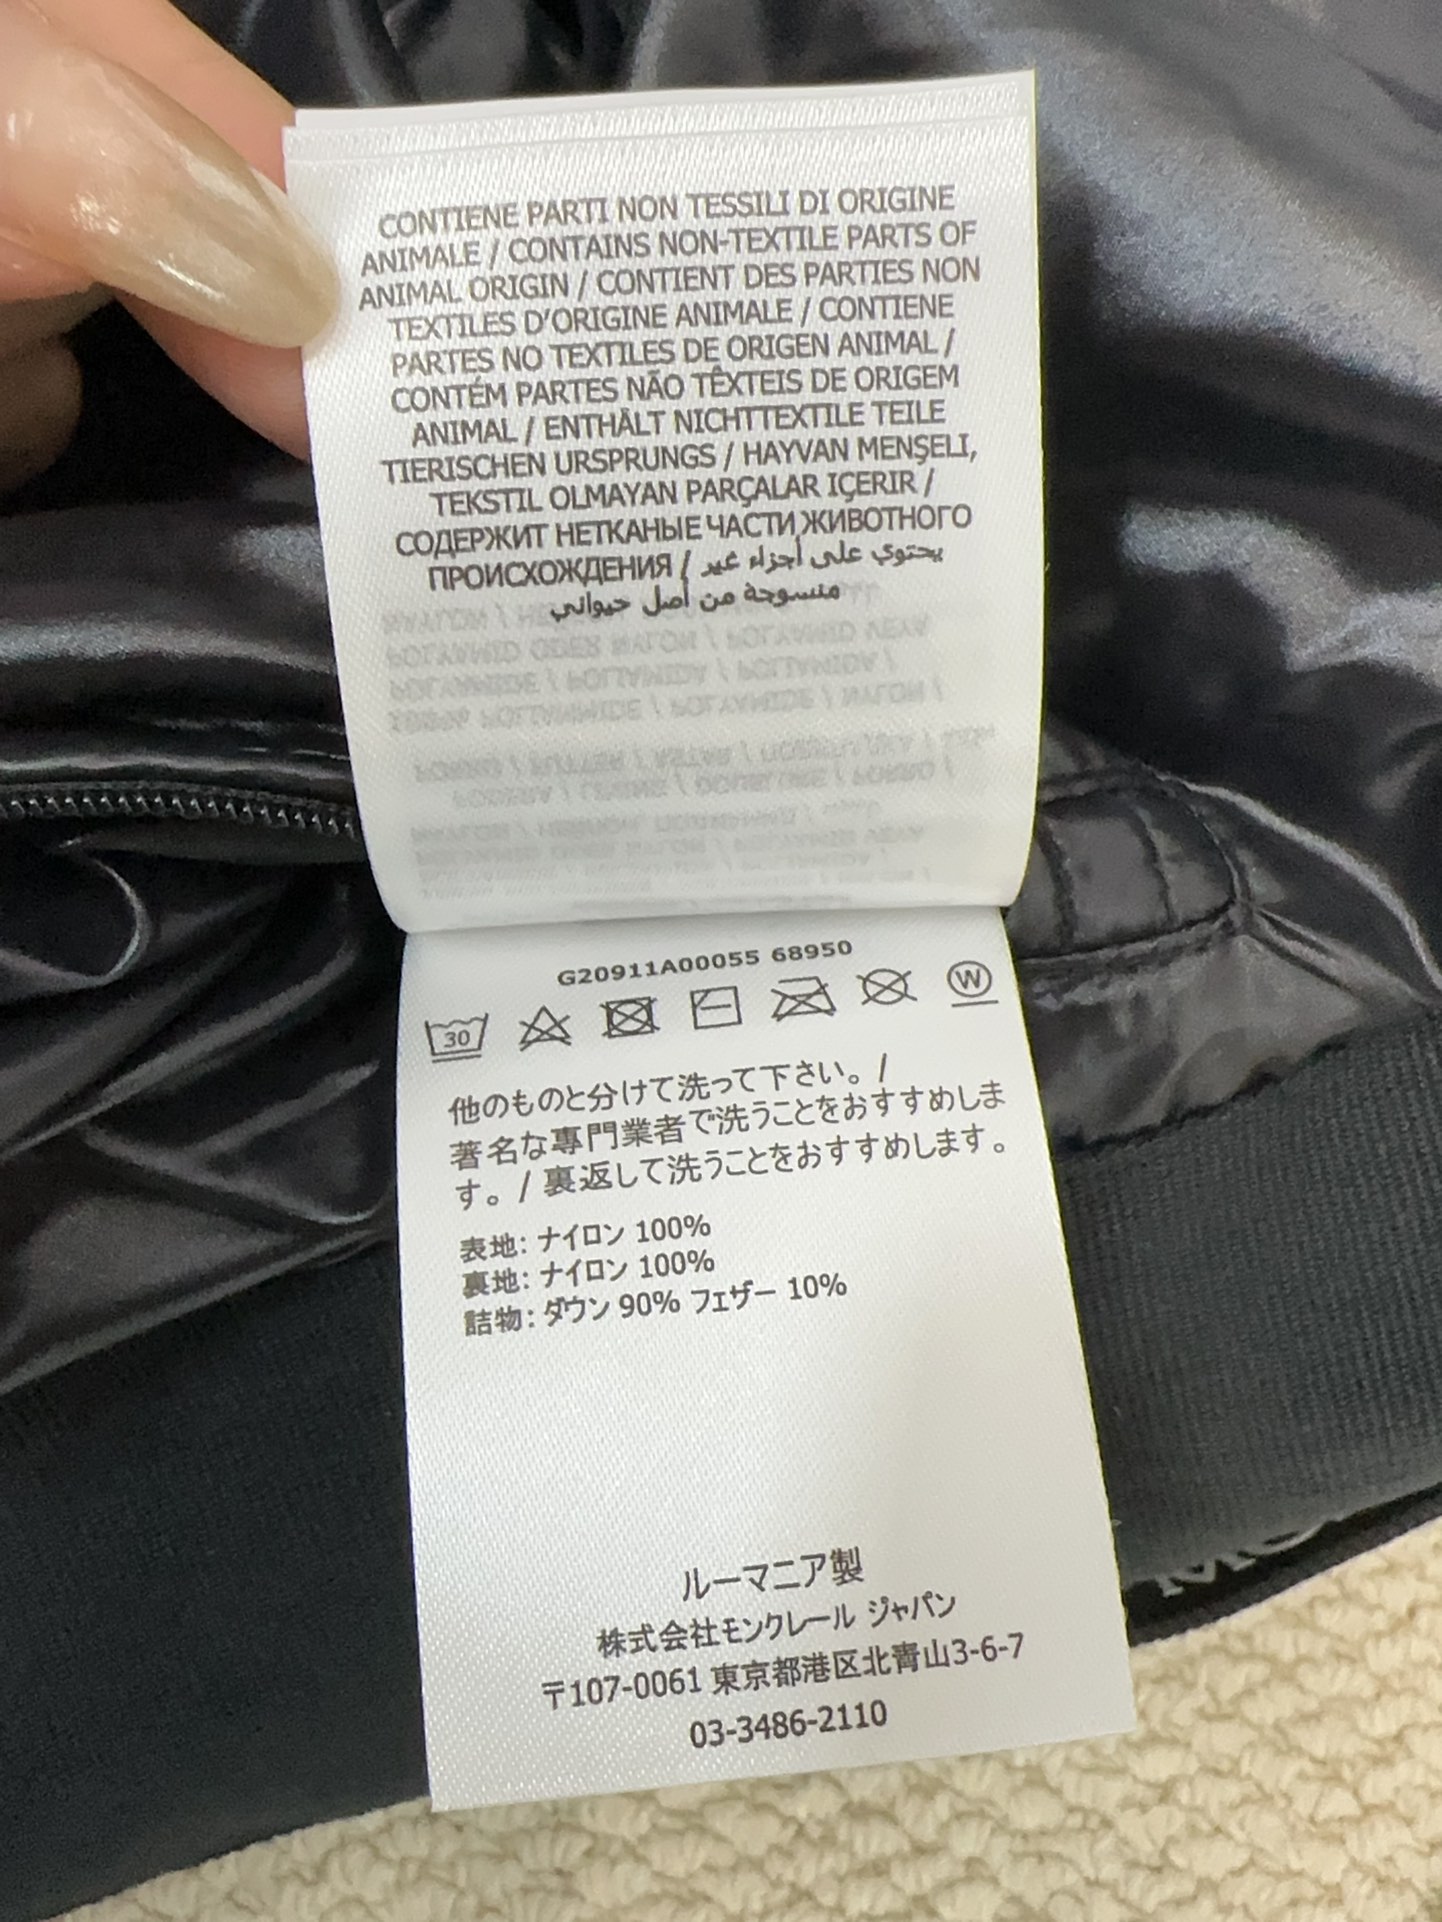 CONTIENE PARTI NON TESSILI DI ORIGINE
ANIMALE / CONTAINS NON-TEXTILE PARTS OF
ANIMAL ORIGIN / CONTIENT DES PARTIES NON
TEXTILES D'ORIGINE ANIMALE / CONTIENE
PARTES NO TEXTILES DE ORIGEN ANIMAL /
CONTÉM PARTES NÃO TÊXTEIS DE ORIGEM
ANIMAL / ENTHÄLT NICHTTEXTILE TEILE
TIERISCHEN URSPRUNGS / HAYVAN MENŞELI,
TEKSTIL OLMAYAN PARÇALAR IÇERIR /
СОДЕРЖИТ НЕТКАНЫЕ ЧАСТИ ЖИВОТНОГО
ПРОИСХОЖДЕНИЯ / يحتوي على أجزاء غير
منسوجة من أصل حيواني
G20911A00055 68950
30 W
他のものと分けて洗って下さい。/
著名な専門業者で洗うことをおすすめしま
す。/ 裏返して洗うことをおすすめします。
表地: ナイロン 100%
裏地: ナイロン 100%
詰物: ダウン 90% フェザー 10%
ルーマニア製
株式会社モンクレール ジャパン
〒107-0061 東京都港区北青山3-6-7
03-3486-2110